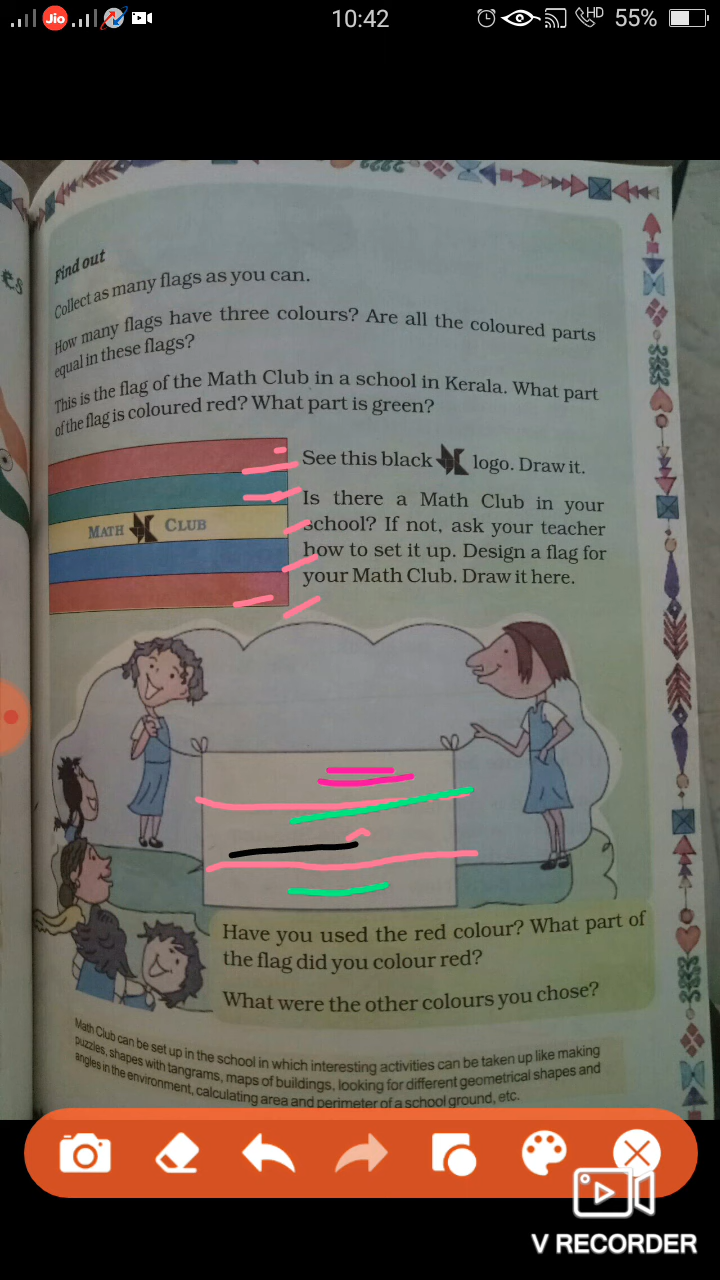 Jio
10:42
HD
55%
es
Find out
Collect as many flags as you can.
How many flags have three colours? Are all the coloured parts
equal in these flags?
This is the flag of the Math Club in a school in Kerala. What part
of the flag is coloured red? What part is green?
See this black logo. Draw it.
MATH CLUB
Is there a Math Club in your
school? If not, ask your teacher
how to set it up. Design a flag for
your Math Club. Draw it here.
Have you used the red colour? What part of
the flag did you colour red?
What were the other colours you chose?
Math Club can be set up in the school in which interesting activities can be taken up like making
puzzles, shapes with tangrams, maps of buildings, looking for different geometrical shapes and
angles in the environment, calculating area and perimeter of a school ground, etc.
V RECORDER